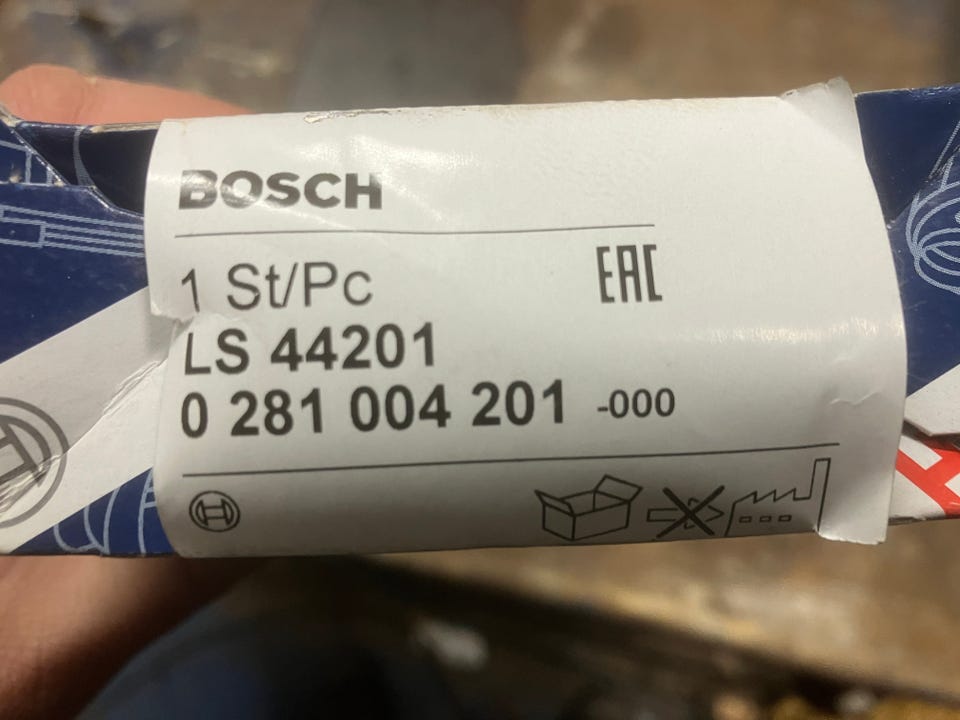 BOSCH
1 St/Pc
EAC
LS 44201
0 281 004 201 -000